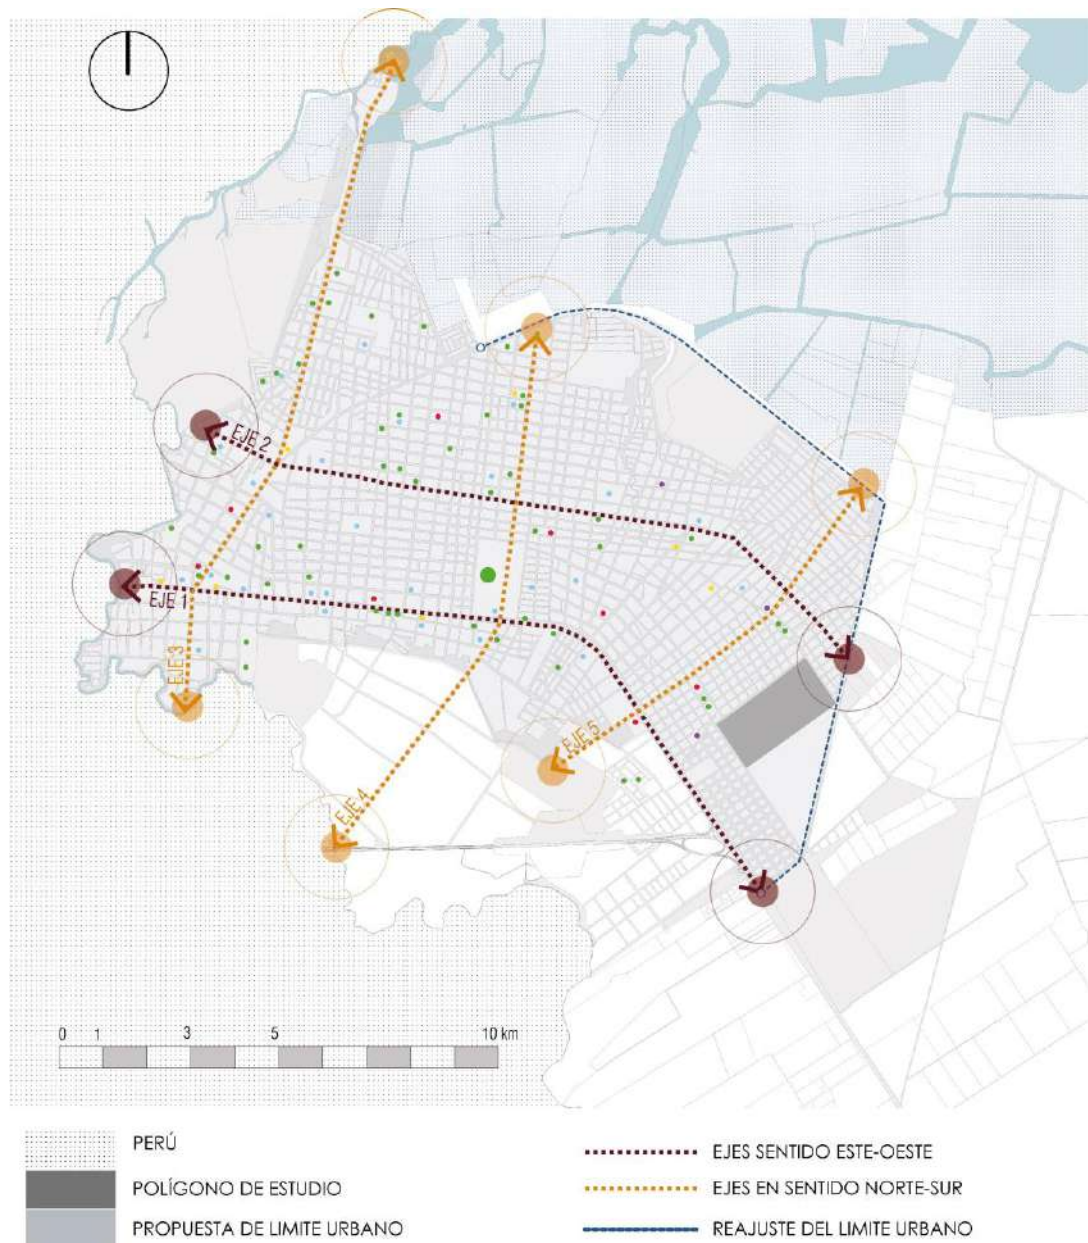 EJE 2
EJE 1
EJE 3
EJE 4
EJE 5
0 1 3 5 10 km
PERÚ
POLÍGONO DE ESTUDIO
PROPUESTA DE LIMITE URBANO
EJES SENTIDO ESTE-OESTE
EJES EN SENTIDO NORTE-SUR
REAJUSTE DEL LIMITE URBANO